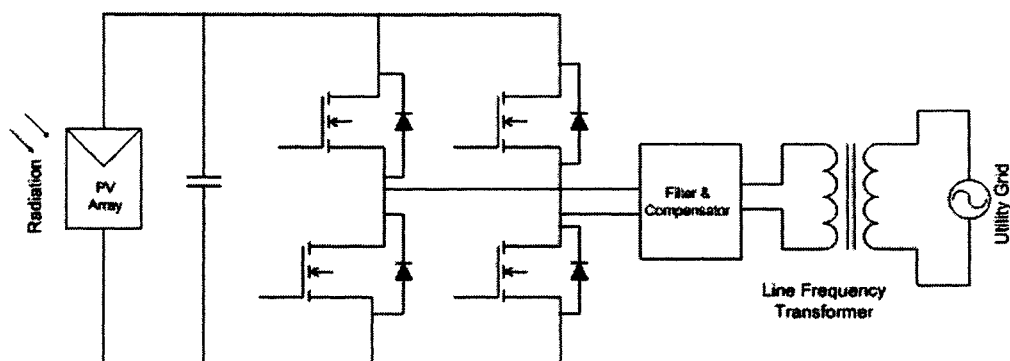 Radiation
PV
Array
Filter &
Compensator
Line Frequency
Transformer
Utility Grid